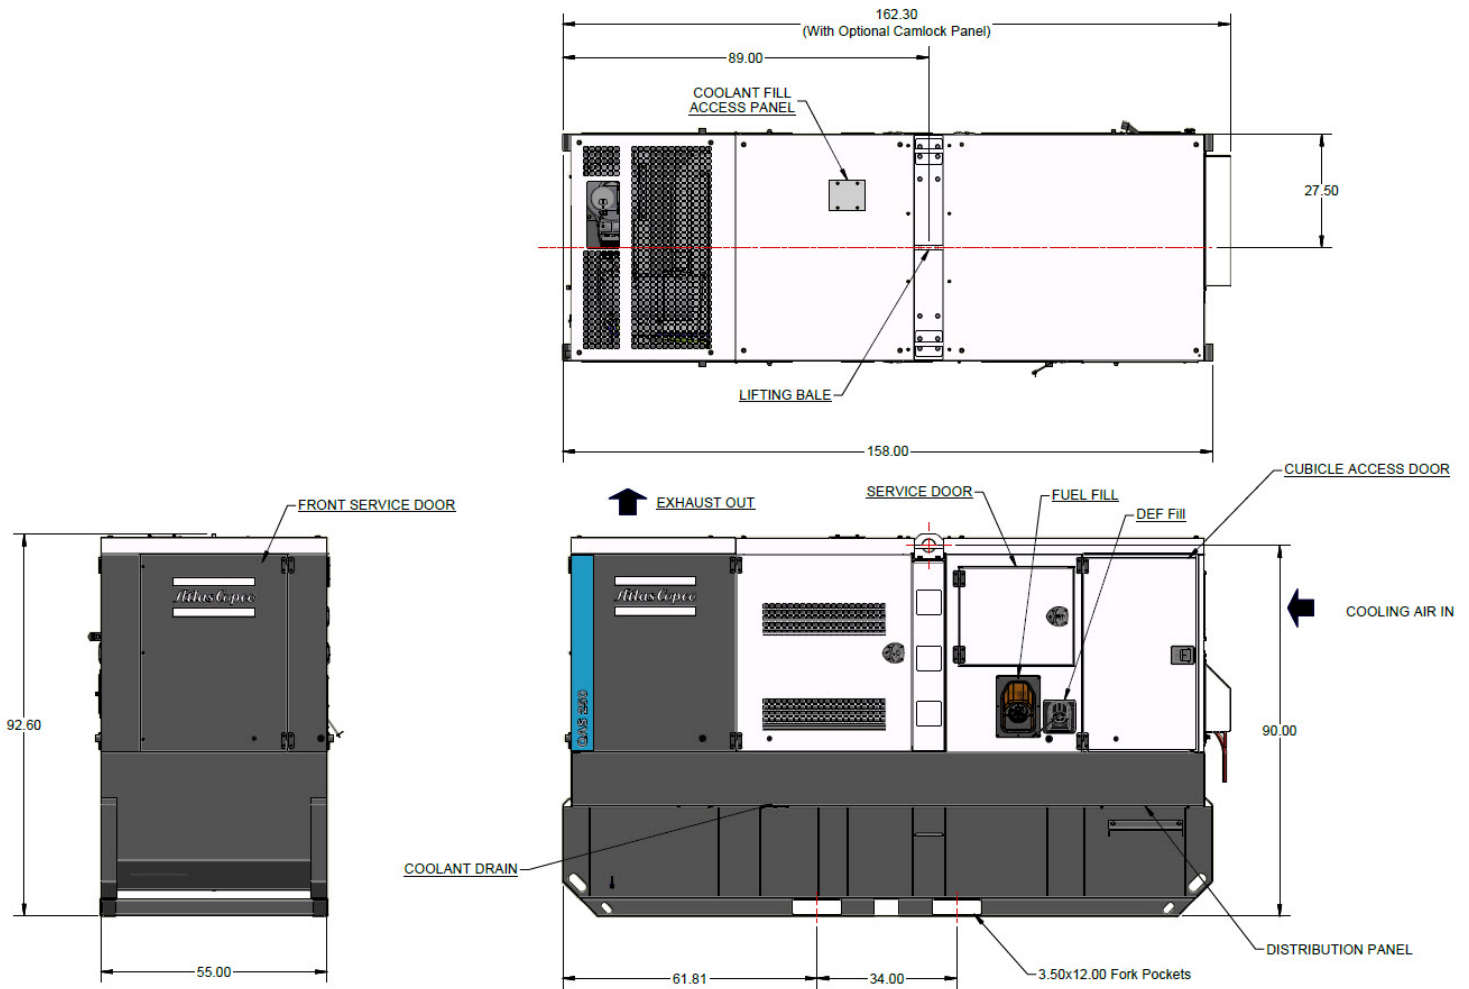 162.30
(With Optional Camlock Panel)
89.00
COOLANT FILL
ACCESS PANEL
27.50
LIFTING BALE
158.00
CUBICLE ACCESS DOOR
SERVICE DOOR
FUEL FILL
DEF Fill
EXHAUST OUT
FRONT SERVICE DOOR
Atlas Copco
Atlas Copco
COOLING AIR IN
QAS 250
92.60
90.00
COOLANT DRAIN
DISTRIBUTION PANEL
55.00
61.81
34.00
3.50x12.00 Fork Pockets